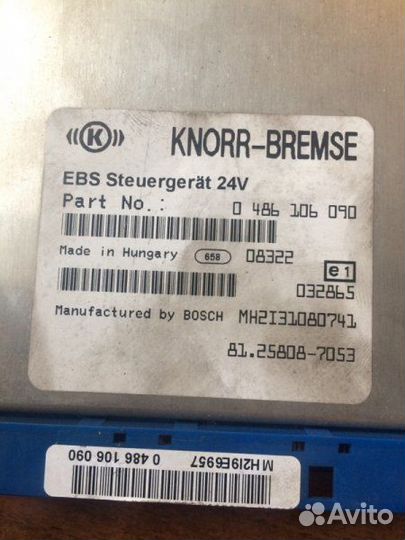 K
KNORR-BREMSE
EBS Steuergerät 24V
Part No.: 0 486 106 090
Made in Hungary 658 08322
e1
032865
Manufactured by BOSCH MH2I31080741
81.25808-7053
MH2I9E6957
0 486 106 090
Avito